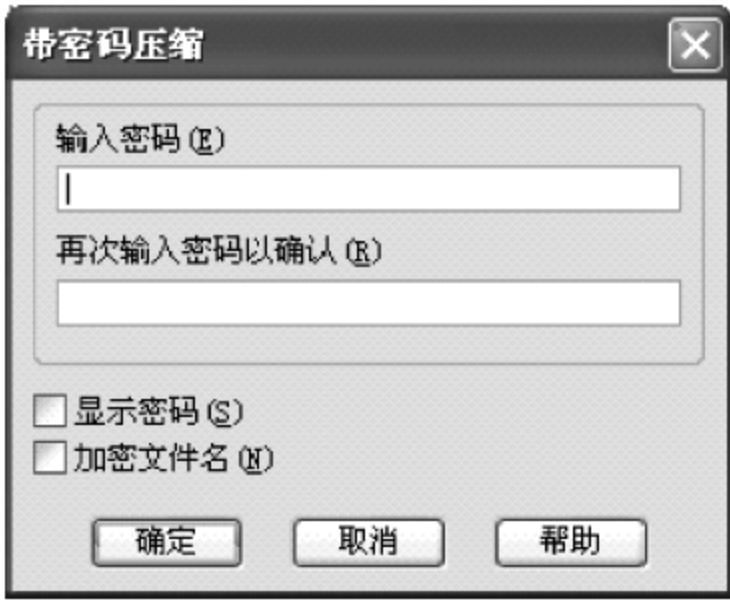 带密码压缩
输入密码(E)
再次输入密码以确认(R)
显示密码(S)
加密文件名(N)
确定 取消 帮助